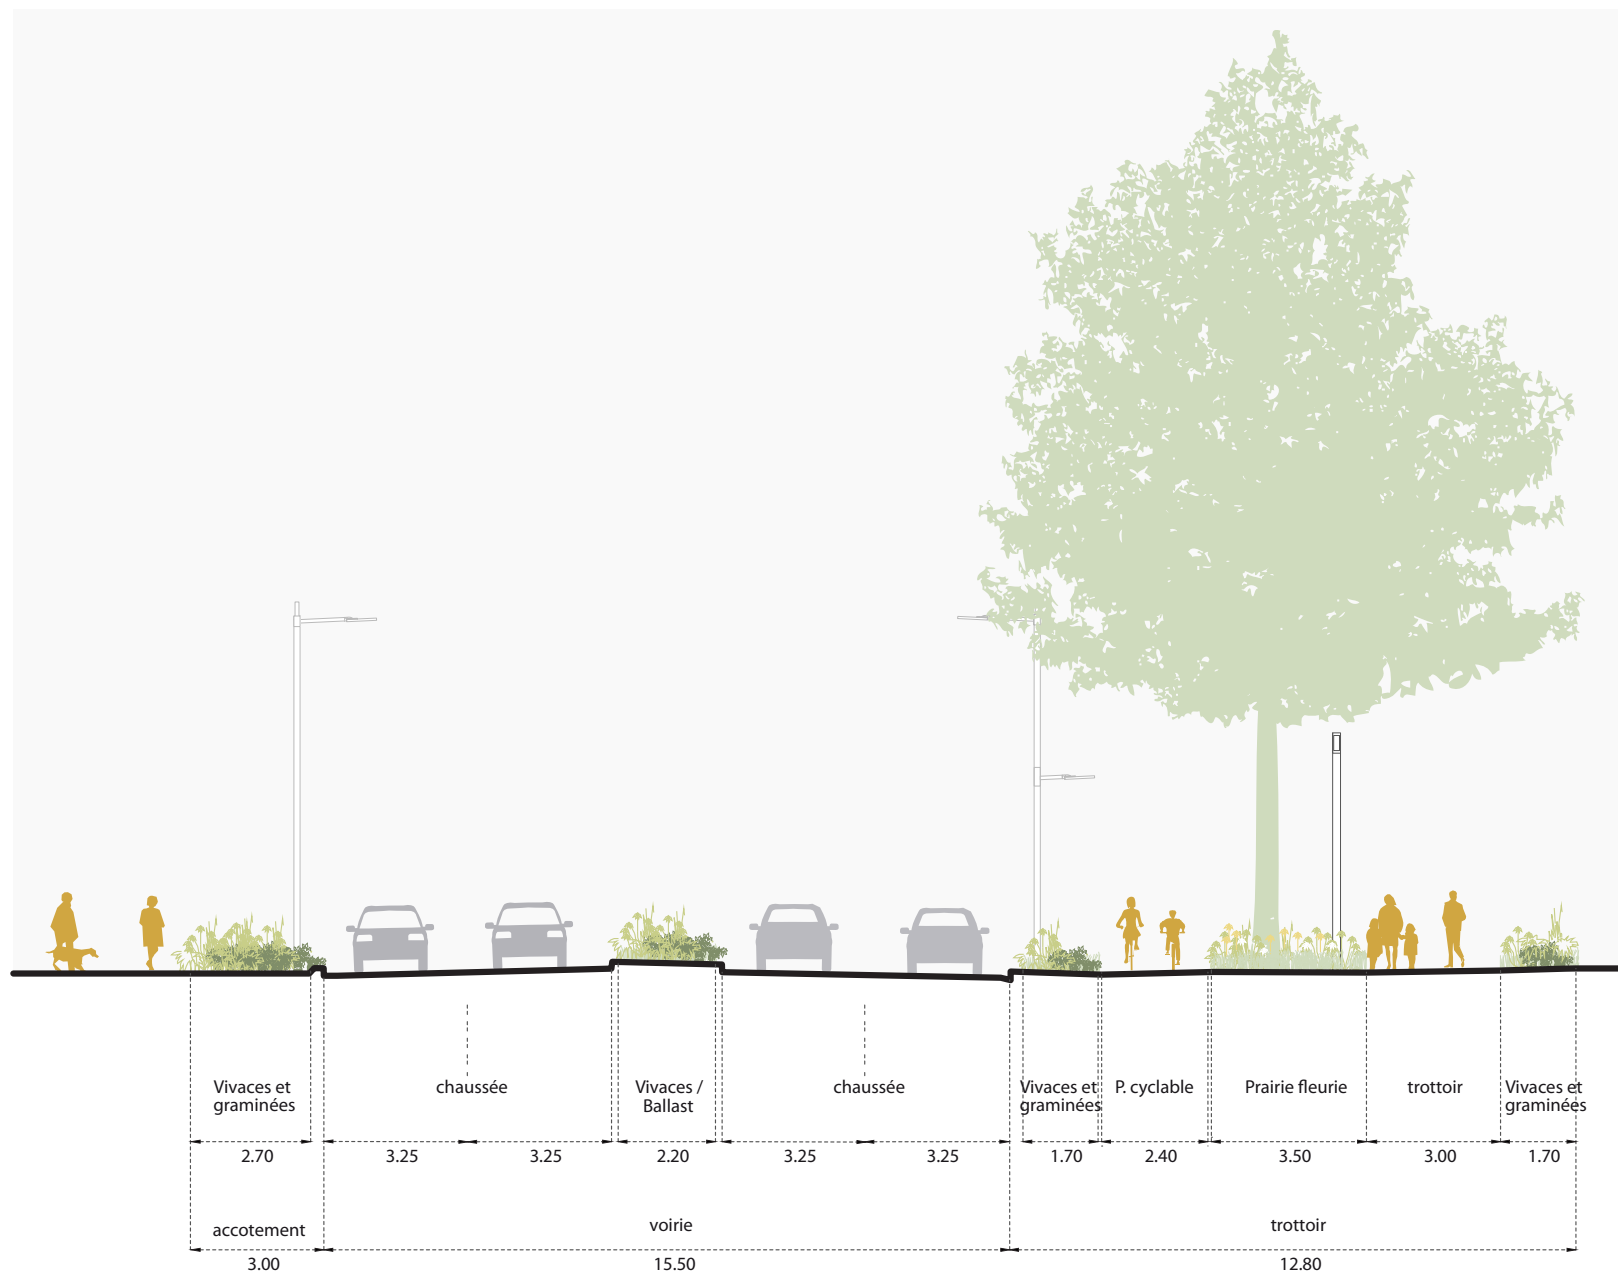 Vivaces et
graminées
chaussée
Vivaces /
Ballast
chaussée
Vivaces et
graminées
P. cyclable
Prairie fleurie
trottoir
Vivaces et
graminées
2.70
3.25
3.25
2.20
3.25
3.25
1.70
2.40
3.50
3.00
1.70
accotement
voirie
trottoir
3.00
15.50
12.80